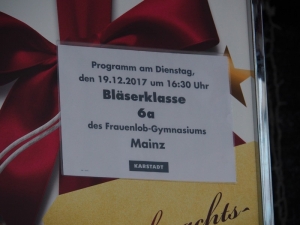 Programm am Dienstag,
den 19.12.2017 um 16:30 Uhr
Bläserklasse
6a
des Frauenlob-Gymnasiums
Mainz
KARSTADT